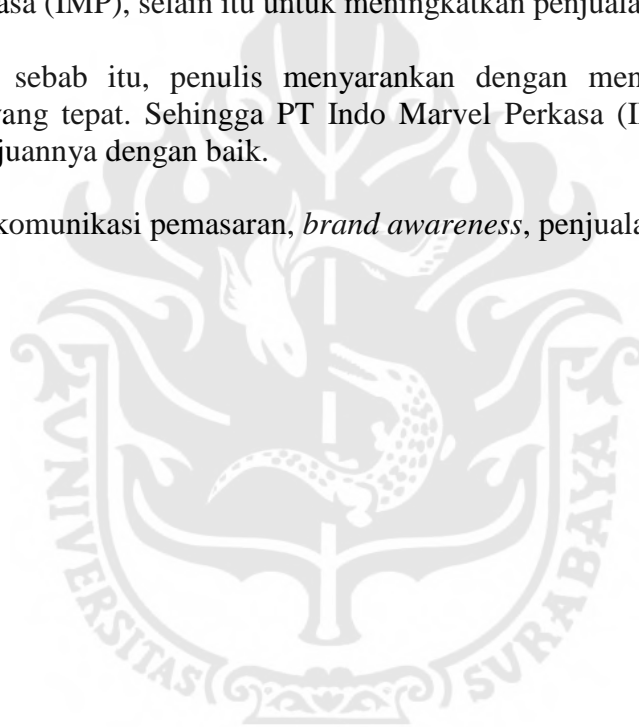 asa (IMP), selain itu untuk meningkatkan penjuala
sebab itu, penulis menyarankan dengan men
yang tepat. Sehingga PT Indo Marvel Perkasa (I
juannya dengan baik.
komunikasi pemasaran, brand awareness, penjuala
UNIVERSITAS SURABAYA